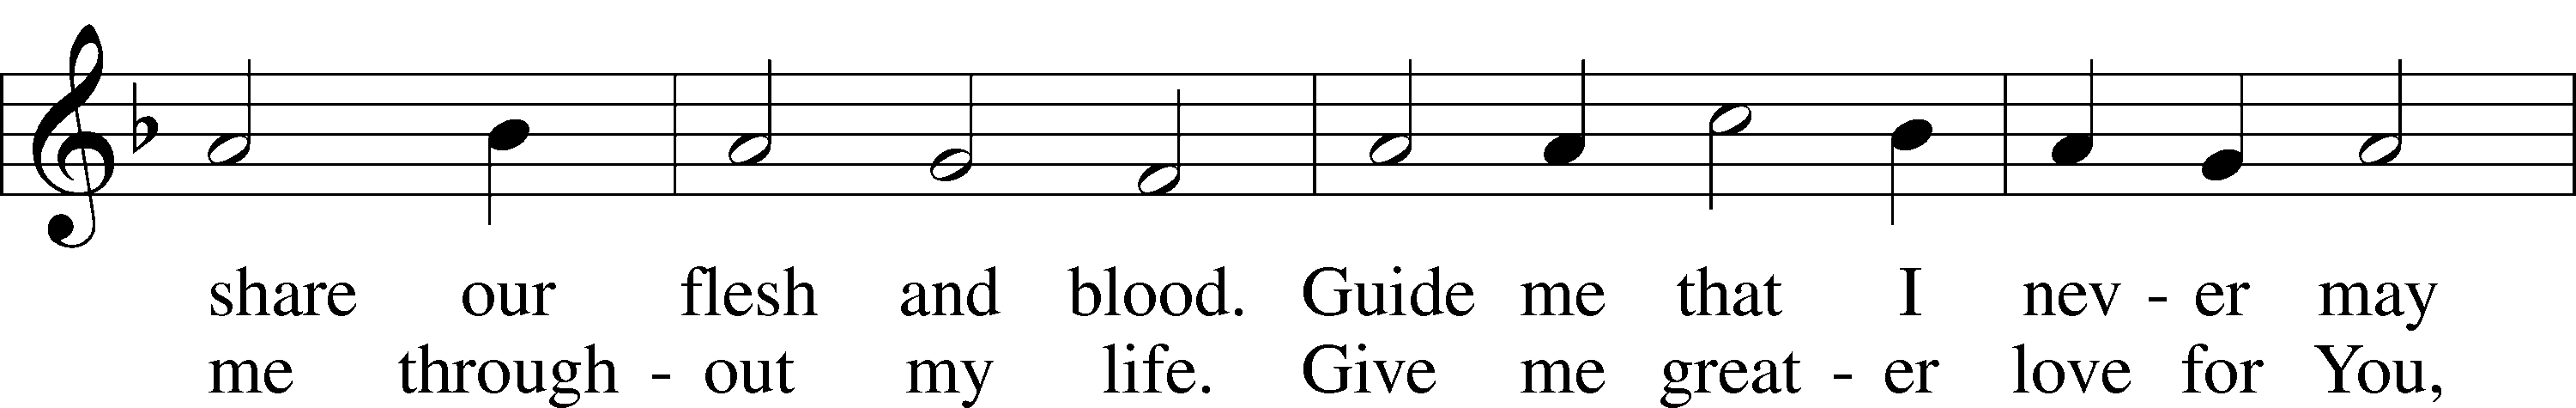 share our flesh and blood. Guide me that I nev - er may
me through - out my life. Give me great - er love for You,